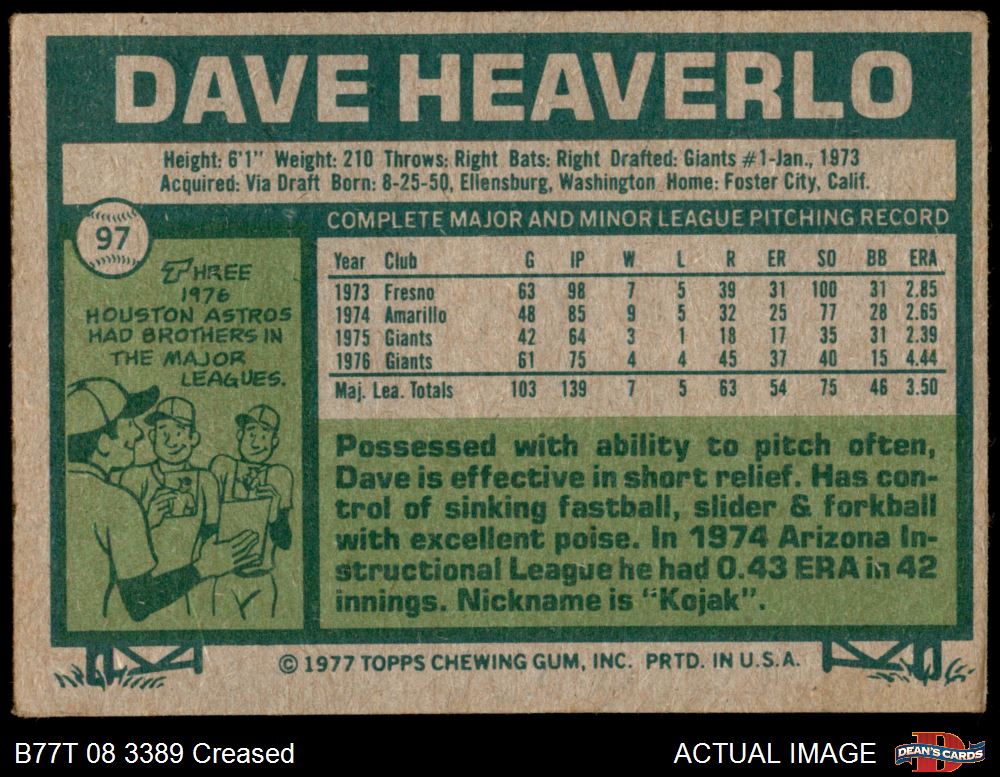 DAVE HEAVERLO
Height: 6'1" Weight: 210 Throws: Right Bats: Right Drafted: Giants #1-Jan., 1973
Acquired: Via Draft Born: 8-25-50, Ellensburg, Washington Home: Foster City, Calif.
97
THREE
1976
HOUSTON ASTROS
HAD BROTHERS IN
THE MAJOR
LEAGUES.
COMPLETE MAJOR AND MINOR LEAGUE PITCHING RECORD
Year Club G IP W L R ER SO BB ERA
1973 Fresno 63 98 7 5 39 31 100 31 2.85
1974 Amarillo 48 85 9 5 32 25 77 28 2.65
1975 Giants 42 64 3 1 18 17 35 31 2.39
1976 Giants 61 75 4 4 45 37 40 15 4.44
Maj. Lea. Totals 103 139 7 5 63 54 75 46 3.50
Possessed with ability to pitch often,
Dave is effective in short relief. Has con-
trol of sinking fastball, slider & forkball
with excellent poise. In 1974 Arizona In-
structional League he had 0.43 ERA in 42
innings. Nickname is "Kojak".
© 1977 TOPPS CHEWING GUM, INC. PRTD. IN U.S.A.
B77T 08 3389 Creased
ACTUAL IMAGE
DEAN'S CARDS